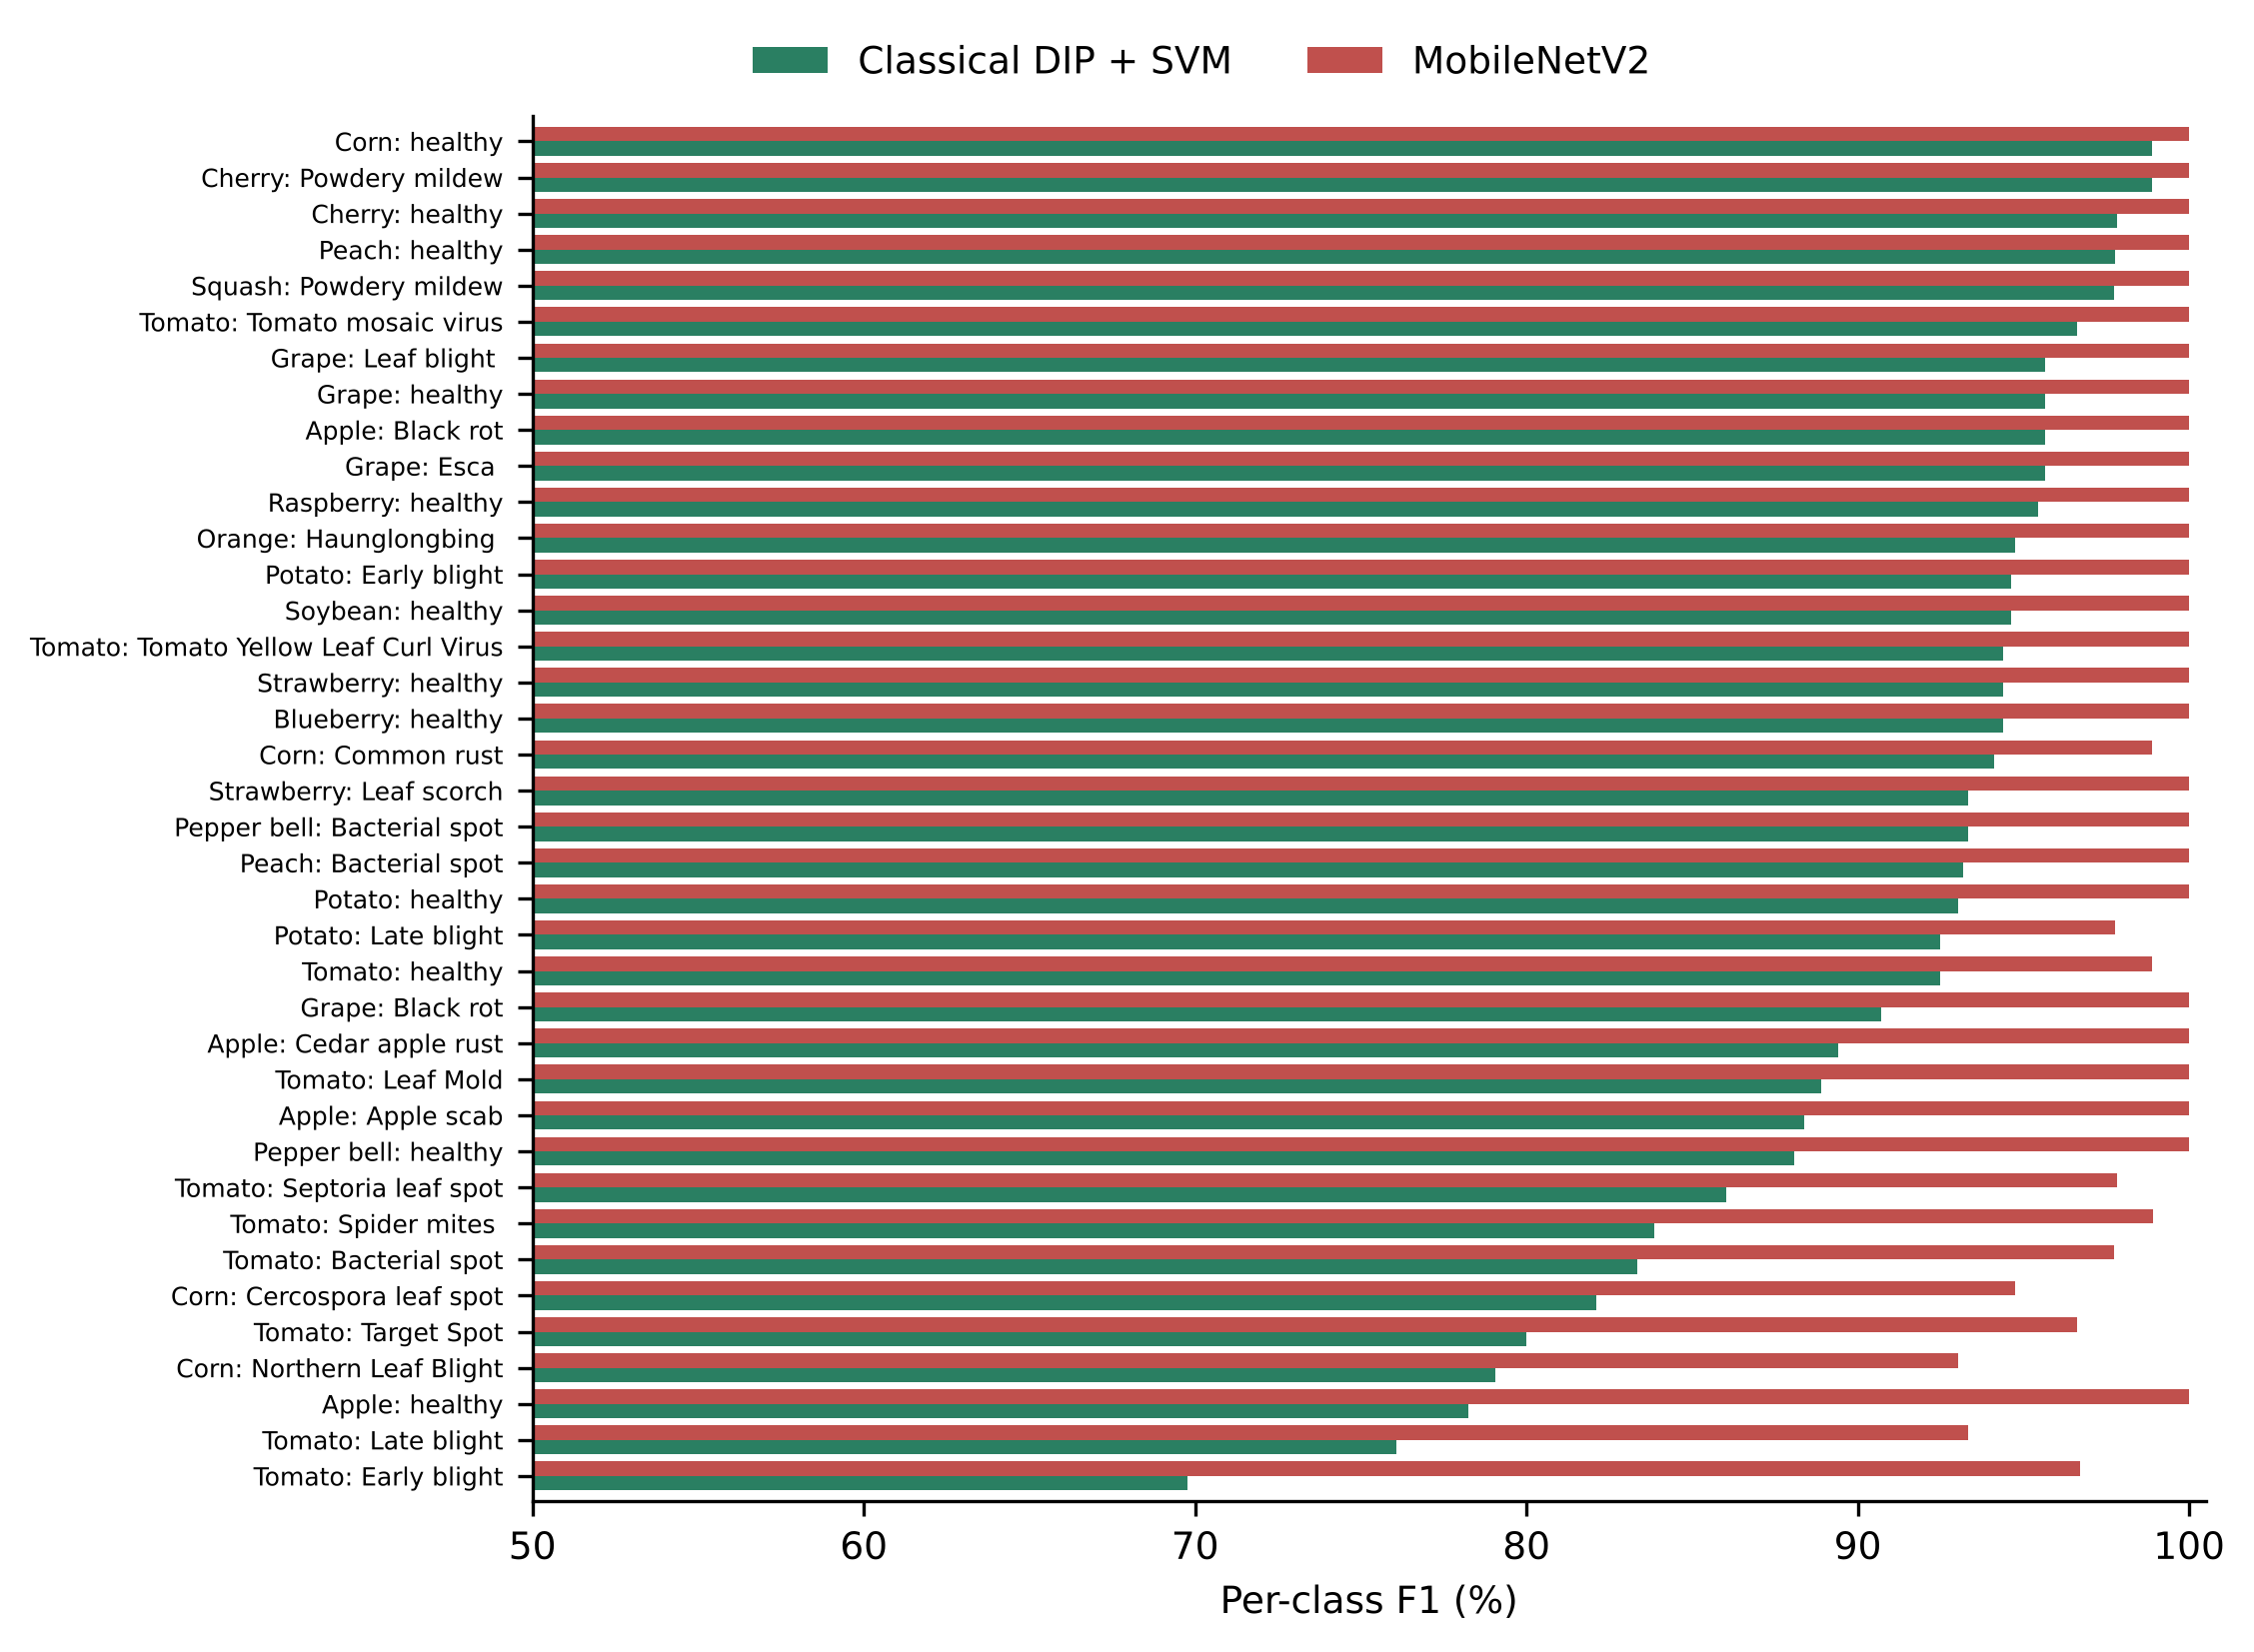 Classical DIP + SVM MobileNetV2
Corn: healthy
Cherry: Powdery mildew
Cherry: healthy
Peach: healthy
Squash: Powdery mildew
Tomato: Tomato mosaic virus
Grape: Leaf blight
Grape: healthy
Apple: Black rot
Grape: Esca
Raspberry: healthy
Orange: Haunglongbing
Potato: Early blight
Soybean: healthy
Tomato: Tomato Yellow Leaf Curl Virus
Strawberry: healthy
Blueberry: healthy
Corn: Common rust
Strawberry: Leaf scorch
Pepper bell: Bacterial spot
Peach: Bacterial spot
Potato: healthy
Potato: Late blight
Tomato: healthy
Grape: Black rot
Apple: Cedar apple rust
Tomato: Leaf Mold
Apple: Apple scab
Pepper bell: healthy
Tomato: Septoria leaf spot
Tomato: Spider mites
Tomato: Bacterial spot
Corn: Cercospora leaf spot
Tomato: Target Spot
Corn: Northern Leaf Blight
Apple: healthy
Tomato: Late blight
Tomato: Early blight
50 60 70 80 90 100
Per-class F1 (%)